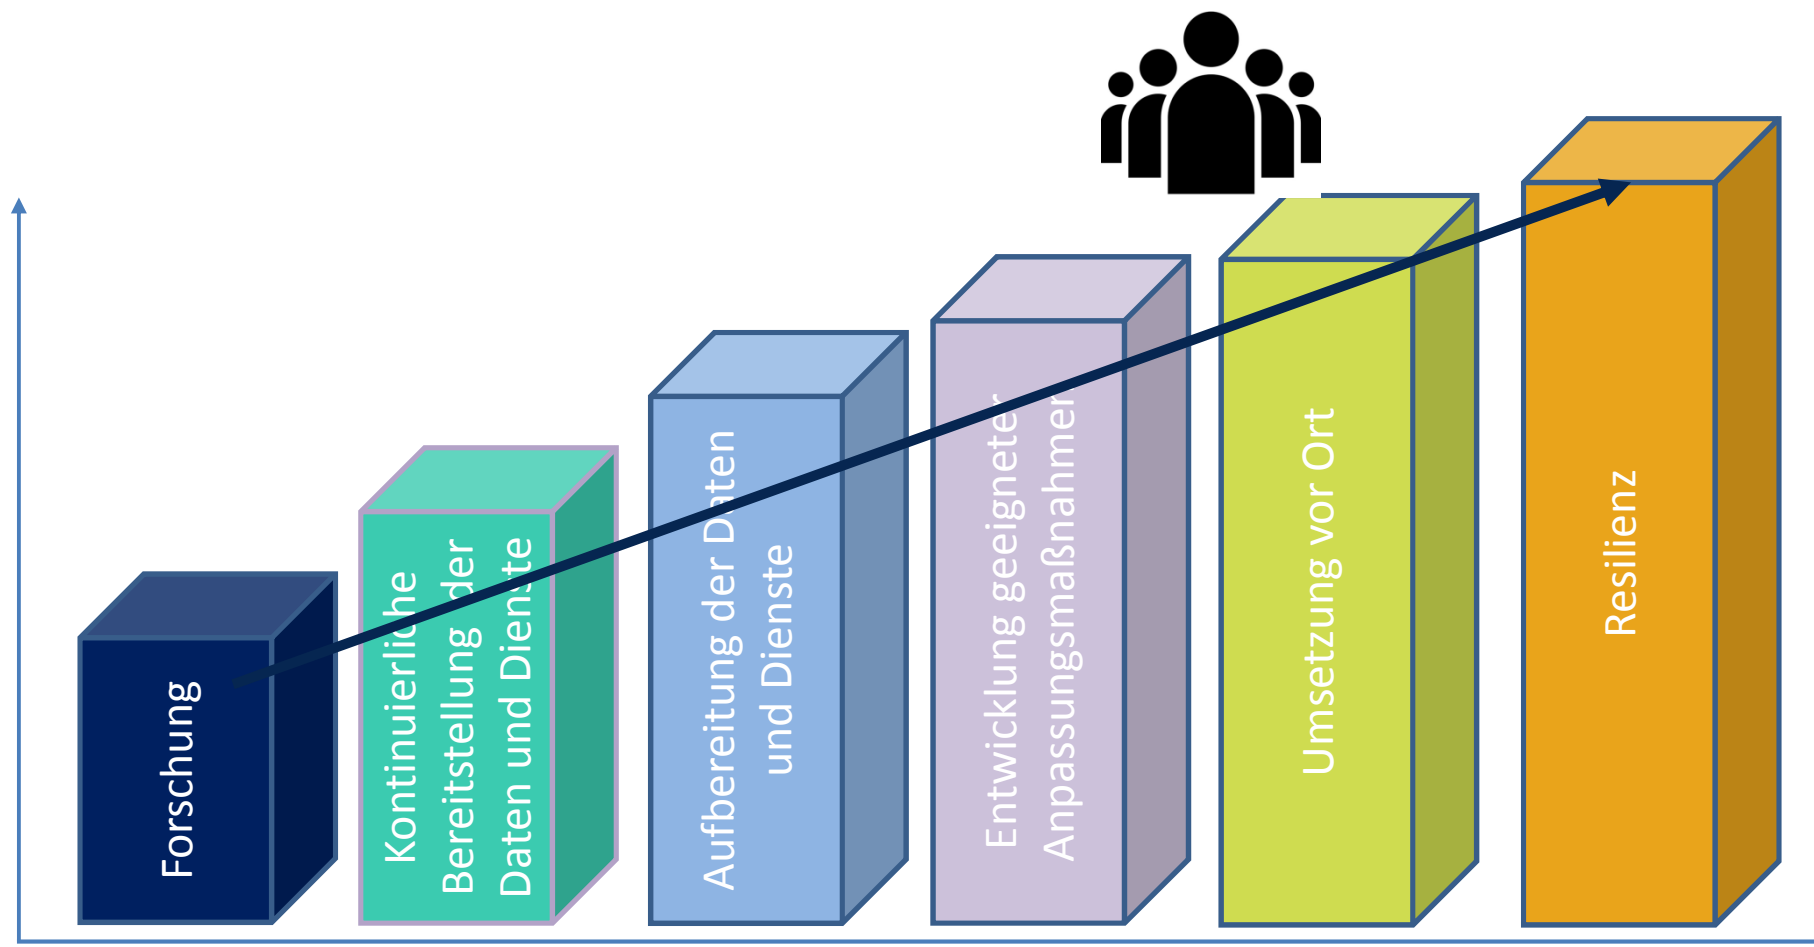 Forschung
Kontinuierliche
Bereitstellung der
Daten und Dienste
Aufbereitung der Daten
und Dienste
Entwicklung geeigneter
Anpassungsmaßnahmen
Umsetzung vor Ort
Resilienz